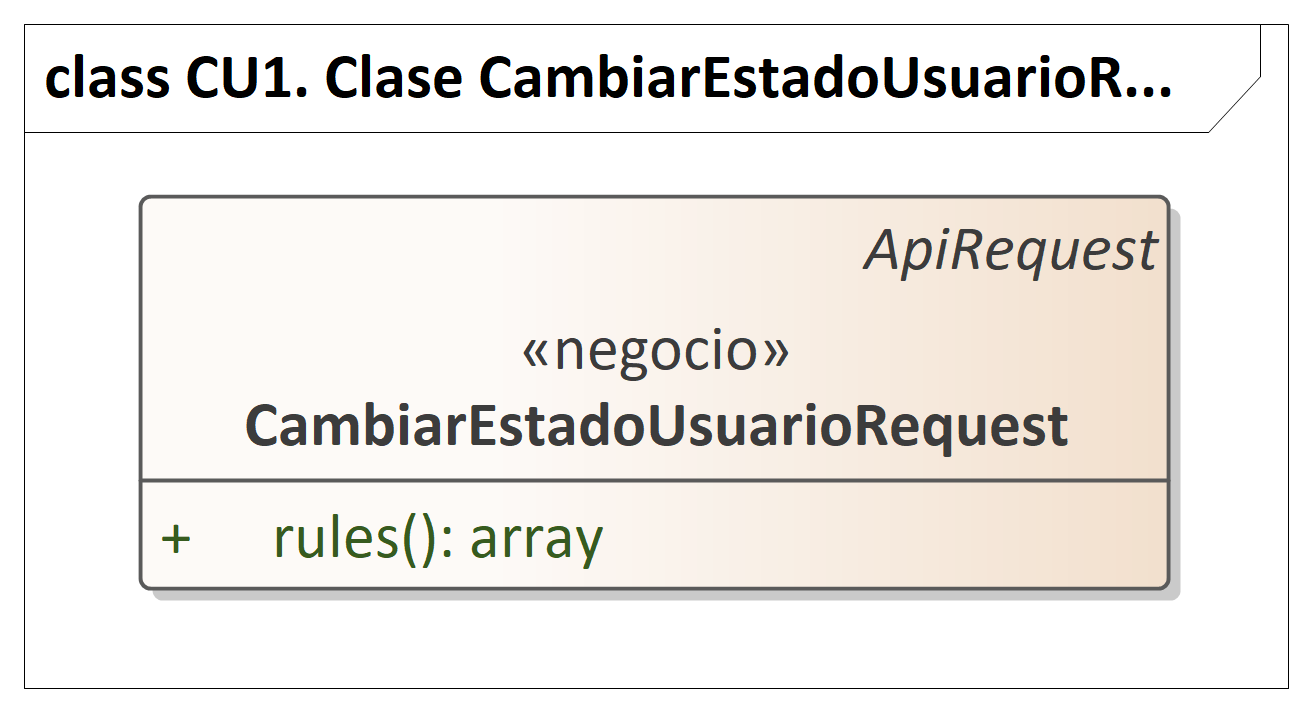 class CU1. Clase CambiarEstadoUsuarioR...
ApiRequest
«negocio»
CambiarEstadoUsuarioRequest
+ rules(): array